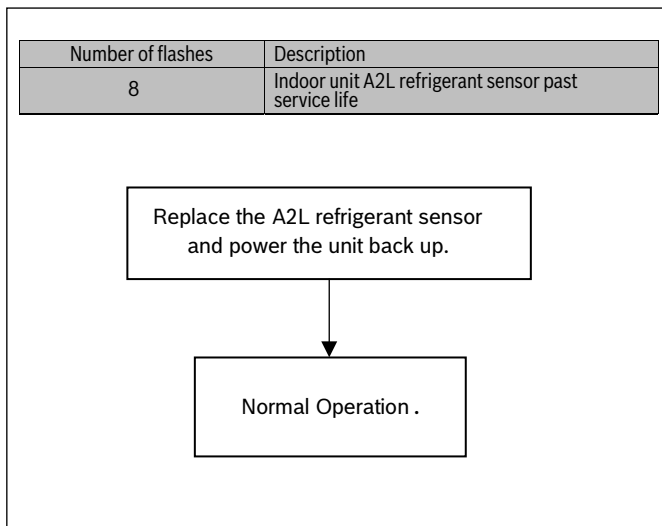 Number of flashes Description
8 Indoor unit A2L refrigerant sensor past
service life
Replace the A2L refrigerant sensor
and power the unit back up.
Normal Operation .